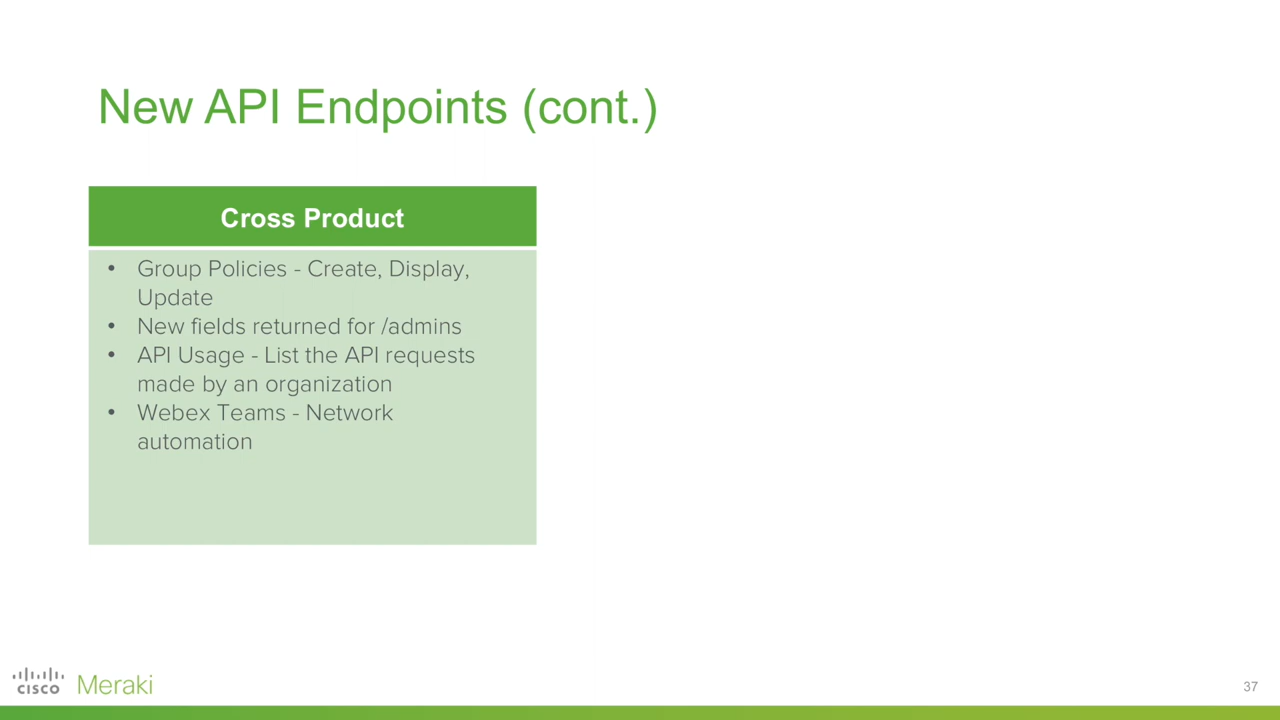 New API Endpoints (cont.)
Cross Product
• Group Policies - Create, Display,
Update
• New fields returned for /admins
• API Usage - List the API requests
made by an organization
• Webex Teams - Network
automation
CISCO Meraki
37